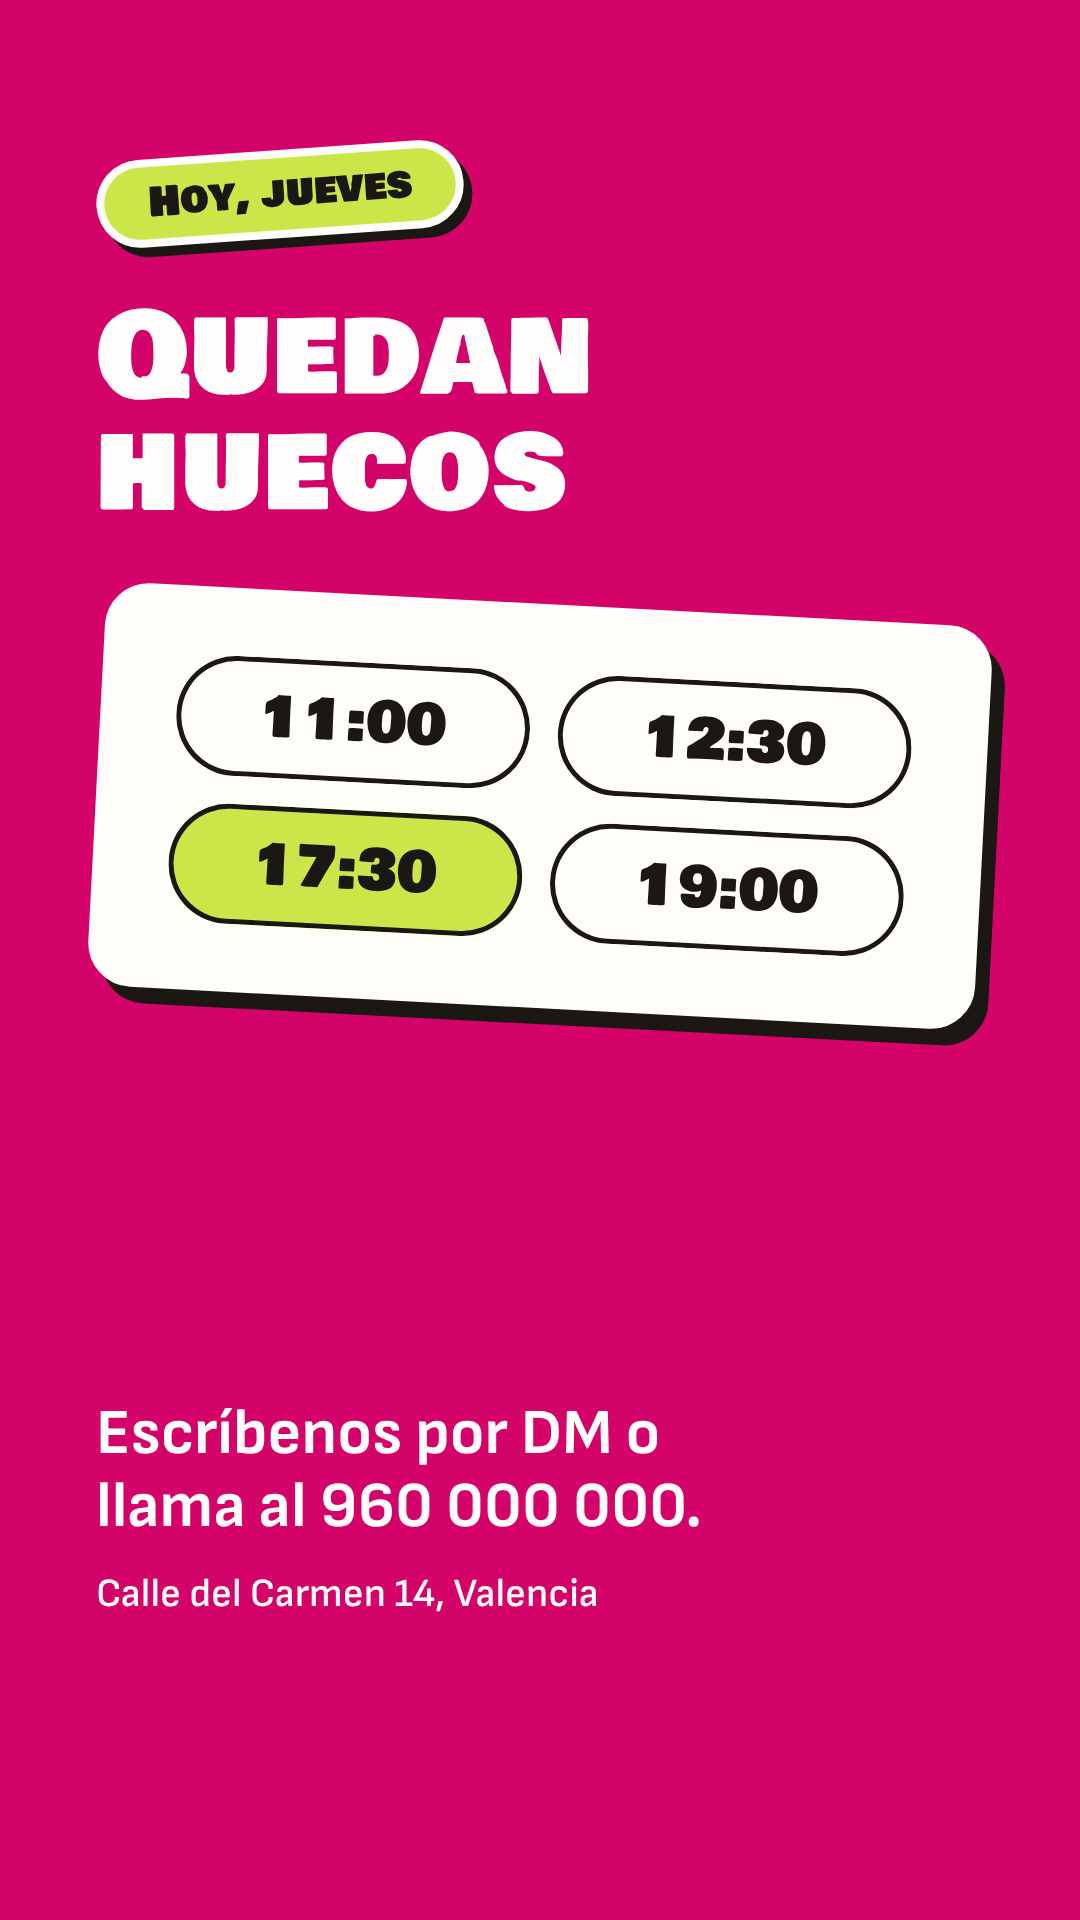 Hoy, jueves
Quedan
huecos
11:00
12:30
17:30
19:00
Escríbenos por DM o
llama al 960 000 000.
Calle del Carmen 14, Valencia